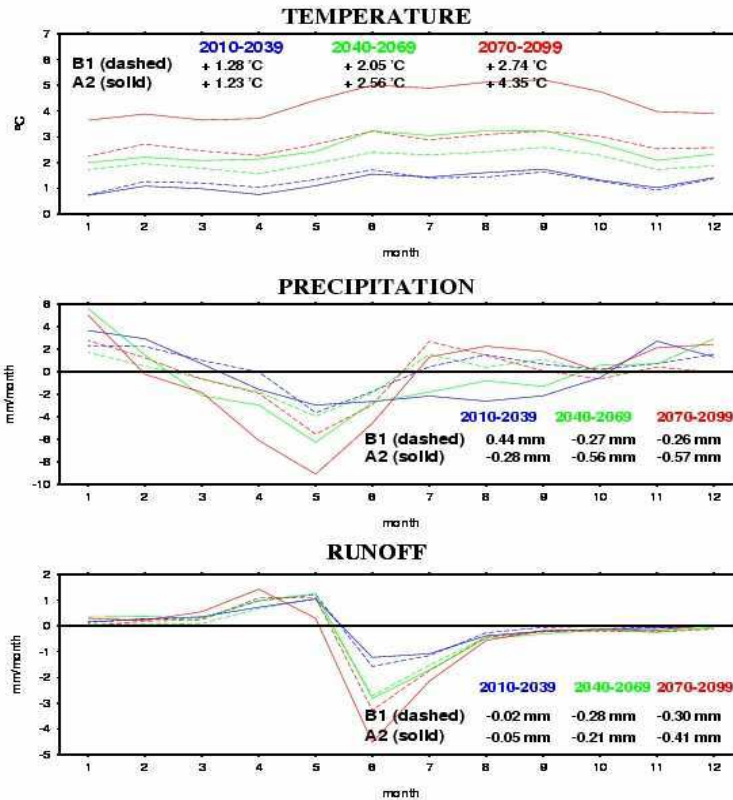 TEMPERATURE
7
6
5
4
3
2
1
0
ºC
2010-2039 2040-2069 2070-2099
B1 (dashed) + 1.28 ˚C + 2.05 ˚C + 2.74 ˚C
A2 (solid) + 1.23 ˚C + 2.56 ˚C + 4.35 ˚C
1 2 3 4 5 6 7 8 9 10 11 12
month
PRECIPITATION
6
4
2
0
-2
-4
-6
-8
-10
mm/month
2010-2039 2040-2069 2070-2099
B1 (dashed) 0.44 mm -0.27 mm -0.26 mm
A2 (solid) -0.28 mm -0.56 mm -0.57 mm
1 2 3 4 5 6 7 8 9 10 11 12
month
RUNOFF
2
1
0
-1
-2
-3
-4
-5
mm/month
2010-2039 2040-2069 2070-2099
B1 (dashed) -0.02 mm -0.28 mm -0.30 mm
A2 (solid) -0.05 mm -0.21 mm -0.41 mm
1 2 3 4 5 6 7 8 9 10 11 12
month